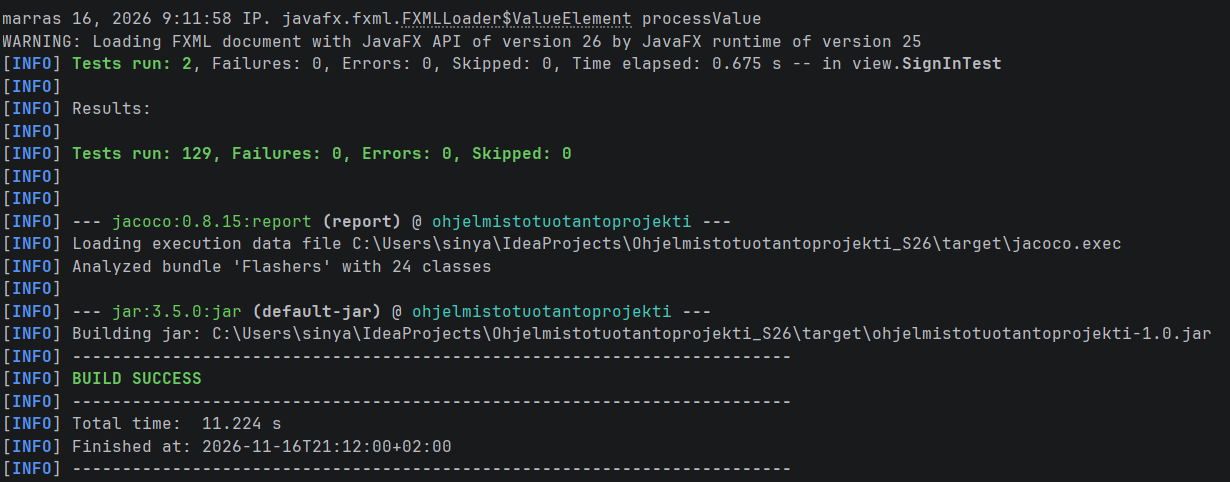 marras 16, 2026 9:11:58 IP. javafx.fxml.FXMLLoader$ValueElement processValue
WARNING: Loading FXML document with JavaFX API of version 26 by JavaFX runtime of version 25
[INFO] Tests run: 2, Failures: 0, Errors: 0, Skipped: 0, Time elapsed: 0.675 s -- in view.SignInTest
[INFO]
[INFO] Results:
[INFO]
[INFO] Tests run: 129, Failures: 0, Errors: 0, Skipped: 0
[INFO]
[INFO]
[INFO] --- jacoco:0.8.15:report (report) @ ohjelmistotuotantoprojekti ---
[INFO] Loading execution data file C:\Users\sinya\IdeaProjects\Ohjelmistotuotantoprojekti_S26\target\jacoco.exec
[INFO] Analyzed bundle 'Flashers' with 24 classes
[INFO]
[INFO] --- jar:3.5.0:jar (default-jar) @ ohjelmistotuotantoprojekti ---
[INFO] Building jar: C:\Users\sinya\IdeaProjects\Ohjelmistotuotantoprojekti_S26\target\ohjelmistotuotantoprojekti-1.0.jar
[INFO] ------------------------------------------------------------------------
[INFO] BUILD SUCCESS
[INFO] ------------------------------------------------------------------------
[INFO] Total time:  11.224 s
[INFO] Finished at: 2026-11-16T21:12:00+02:00
[INFO] ------------------------------------------------------------------------